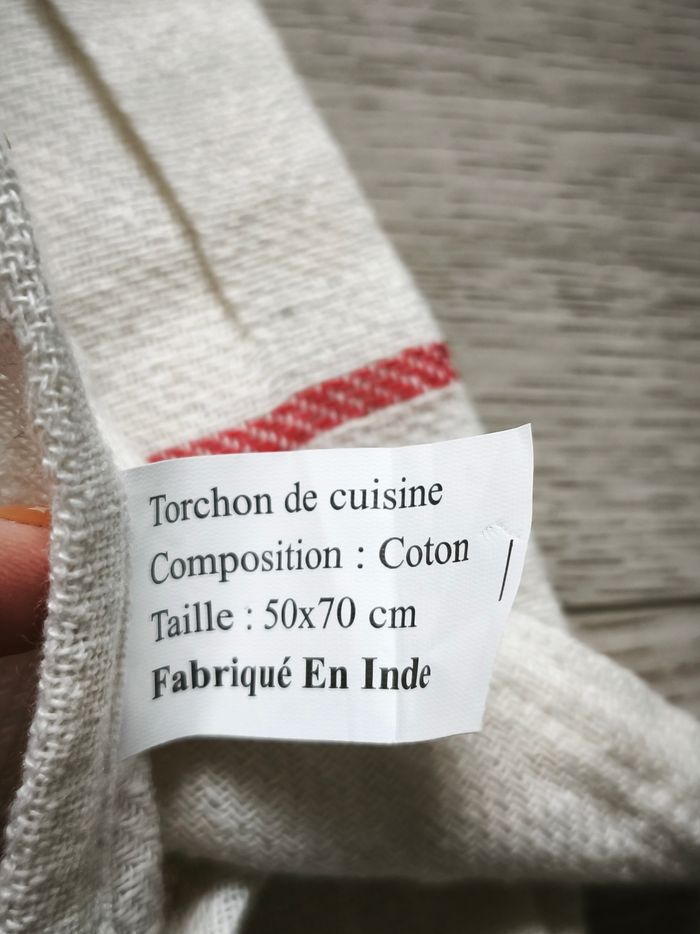 Torchon de cuisine
Composition : Coton
Taille : 50x70 cm
Fabriqué En Inde